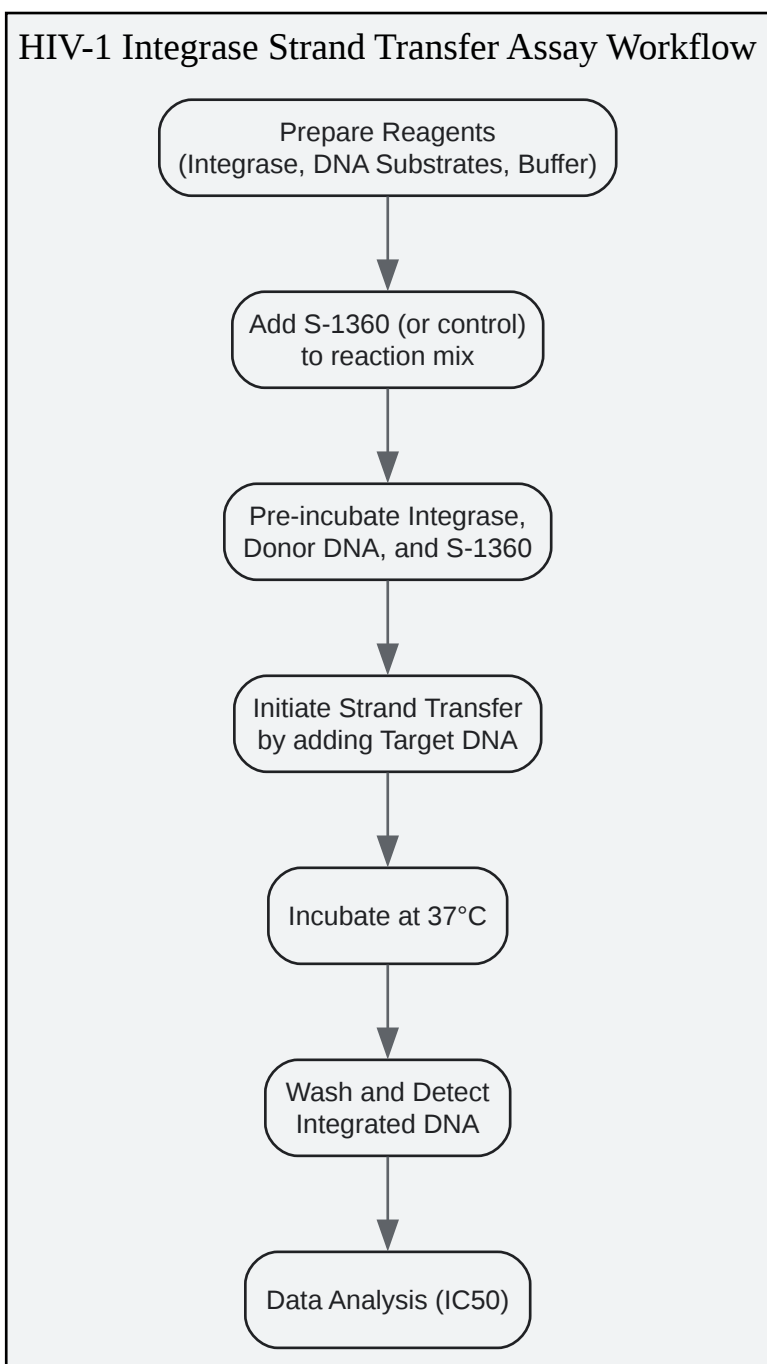 HIV-1 Integrase Strand Transfer Assay Workflow
Prepare Reagents
(Integrase, DNA Substrates, Buffer)
Add S-1360 (or control)
to reaction mix
Pre-incubate Integrase,
Donor DNA, and S-1360
Initiate Strand Transfer
by adding Target DNA
Incubate at 37°C
Wash and Detect
Integrated DNA
Data Analysis (IC50)